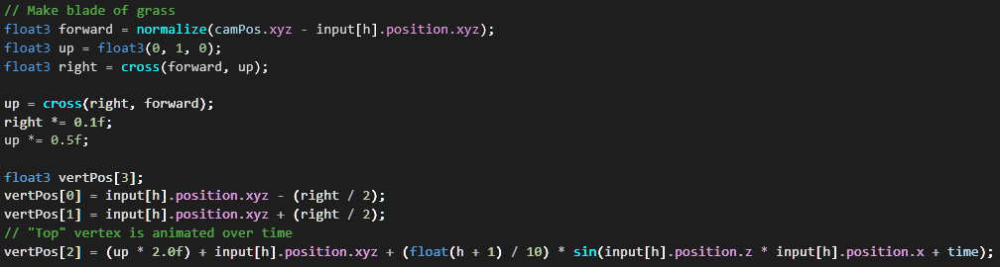 // Make blade of grass
float3 forward = normalize(camPos.xyz - input[h].position.xyz);
float3 up = float3(0, 1, 0);
float3 right = cross(forward, up);

up = cross(right, forward);
right *= 0.1f;
up *= 0.5f;

float3 vertPos[3];
vertPos[0] = input[h].position.xyz - (right / 2);
vertPos[1] = input[h].position.xyz + (right / 2);
// "Top" vertex is animated over time
vertPos[2] = (up * 2.0f) + input[h].position.xyz + (float(h + 1) / 10) * sin(input[h].position.z * input[h].position.x + time);